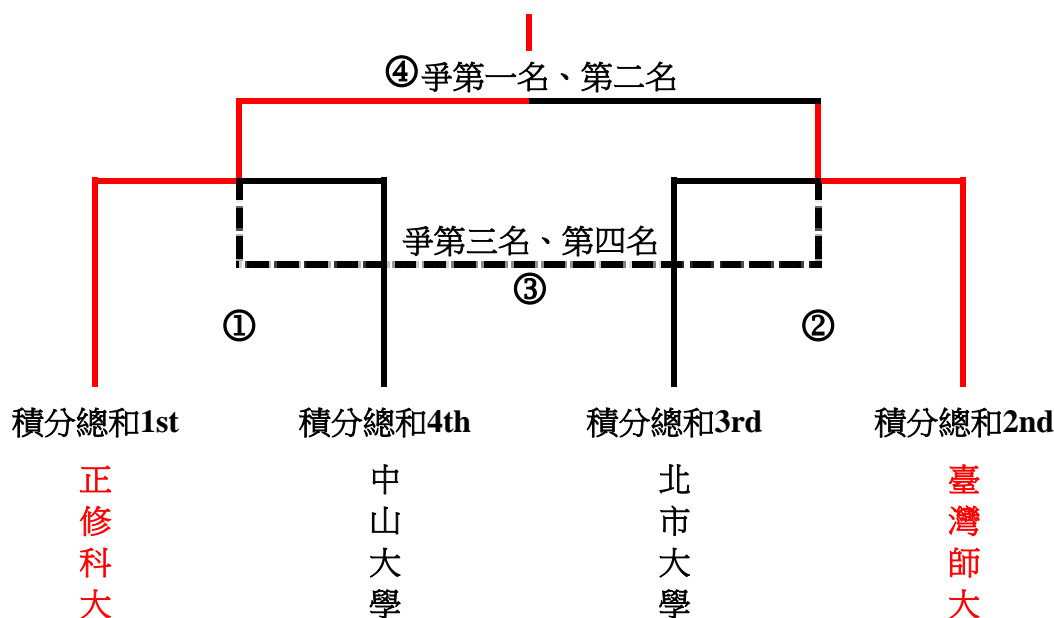 ④爭第一名、第二名
爭第三名、第四名
③
①
②
積分總和1st
積分總和4th
積分總和3rd
積分總和2nd
正修科大
中山大學
北市大學
臺灣師大